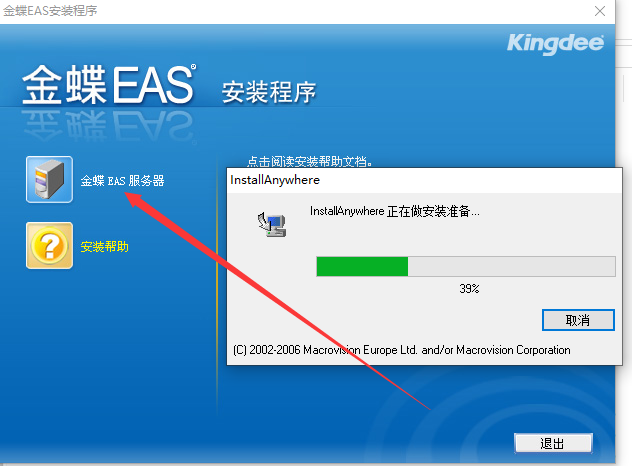 金蝶EAS安装程序
Kingdee
金蝶EAS 安装程序
点击阅读安装帮助文档。
金蝶 EAS 服务器
安装帮助
InstallAnywhere
InstallAnywhere 正在做安装准备...
39%
取消
(C) 2002-2006 Macrovision Europe Ltd. and/or Macrovision Corporation
退出